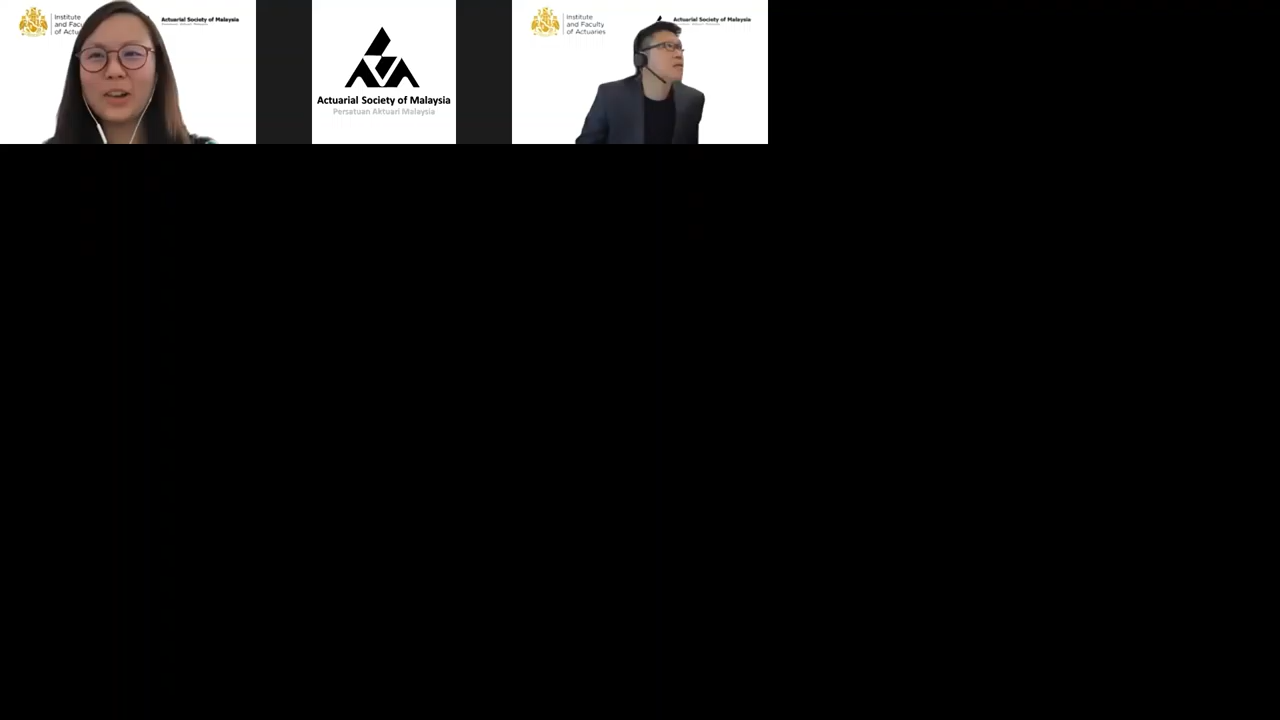 Institute
and Facu
of Actu
Actuarial Society of Malaysia
Actuarial Society of Malaysia
Persatuan Aktuari Malaysia
Institute
and Faculty
of Actuaries
Actuarial Society of Malaysia